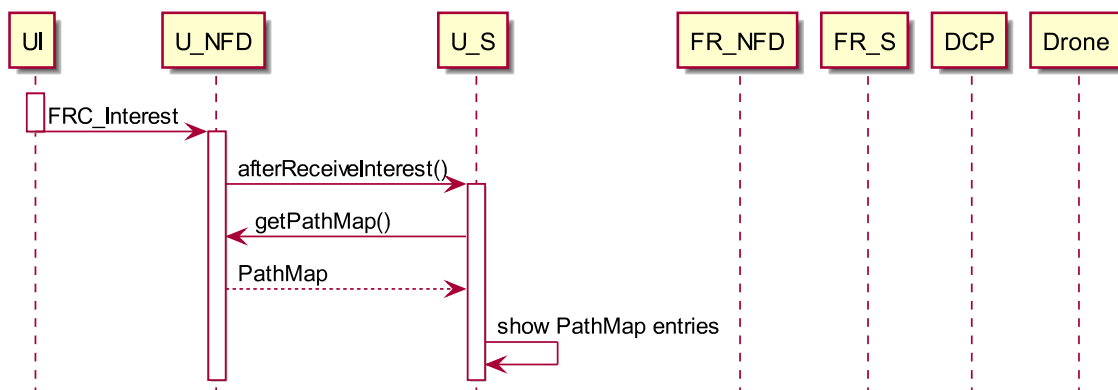 UI U_NFD U_S FR_NFD FR_S DCP Drone
FRC_Interest
afterReceiveInterest()
getPathMap()
PathMap
show PathMap entries